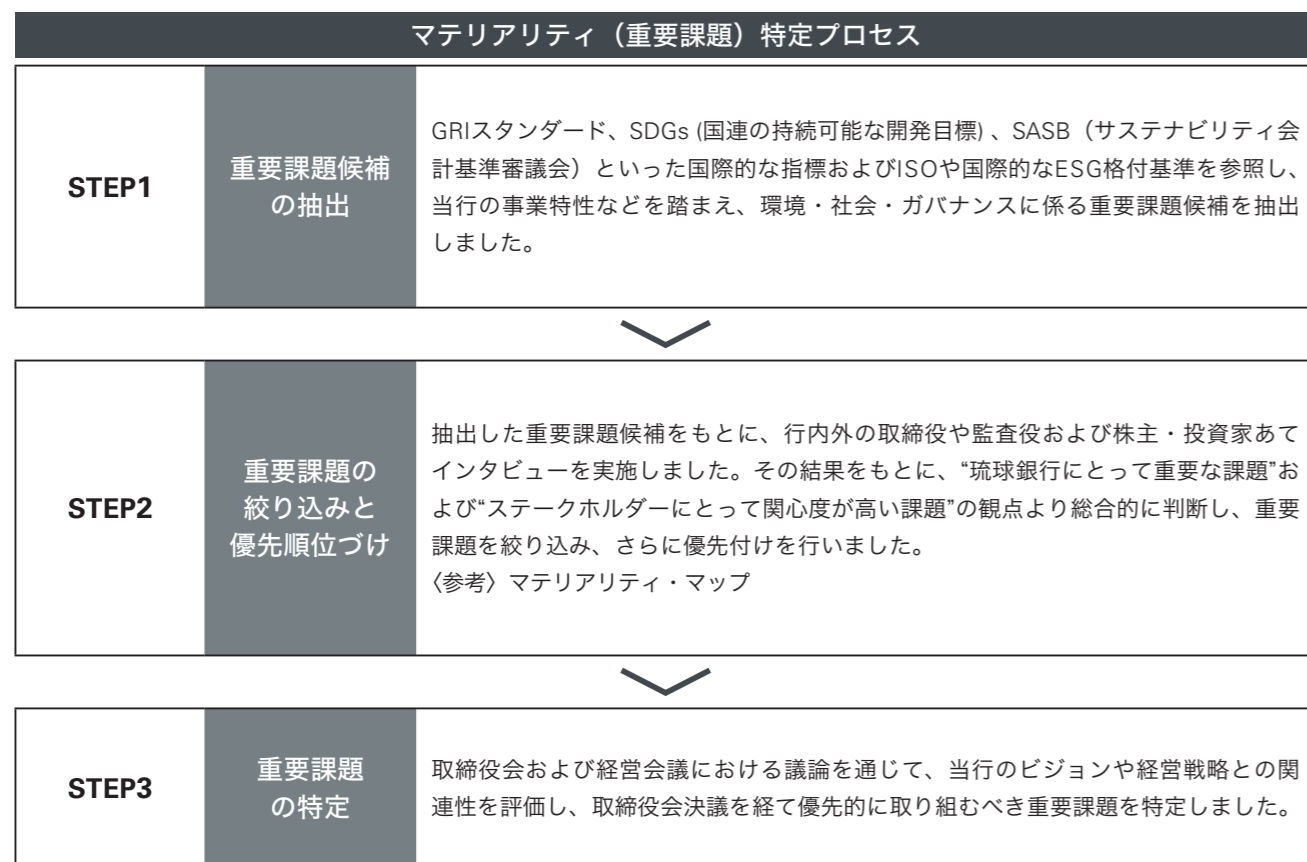 マテリアリティ（重要課題）特定プロセス
STEP1
重要課題候補
の抽出
GRIスタンダード、SDGs (国連の持続可能な開発目標) 、SASB（サステナビリティ会
計基準審議会）といった国際的な指標およびISOや国際的なESG格付基準を参照し、
当行の事業特性などを踏まえ、環境・社会・ガバナンスに係る重要課題候補を抽出
しました。
STEP2
重要課題の
絞り込みと
優先順位づけ
抽出した重要課題候補をもとに、行内外の取締役や監査役および株主・投資家あて
インタビューを実施しました。その結果をもとに、“琉球銀行にとって重要な課題”お
よび“ステークホルダーにとって関心度が高い課題”の観点より総合的に判断し、重要
課題を絞り込み、さらに優先付けを行いました。
〈参考〉マテリアリティ・マップ
STEP3
重要課題
の特定
取締役会および経営会議における議論を通じて、当行のビジョンや経営戦略との関
連性を評価し、取締役会決議を経て優先的に取り組むべき重要課題を特定しました。